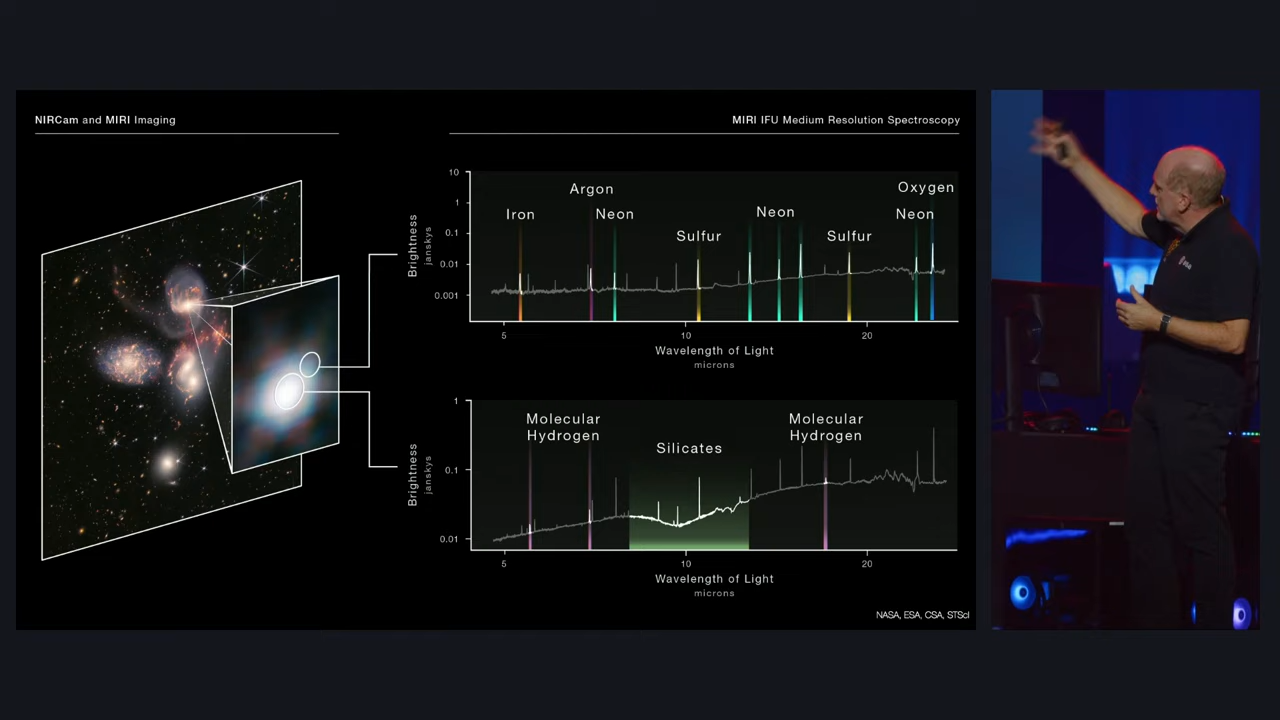 NIRCam and MIRI Imaging
MIRI IFU Medium Resolution Spectroscopy
Brightness
janskys
10
1
0.1
0.01
0.001
Iron
Argon
Neon
Sulfur
Neon
Sulfur
Oxygen
Neon
5
10
20
Wavelength of Light
microns
Brightness
janskys
1
0.1
0.01
Molecular
Hydrogen
Silicates
Molecular
Hydrogen
5
10
20
Wavelength of Light
microns
NASA, ESA, CSA, STScI